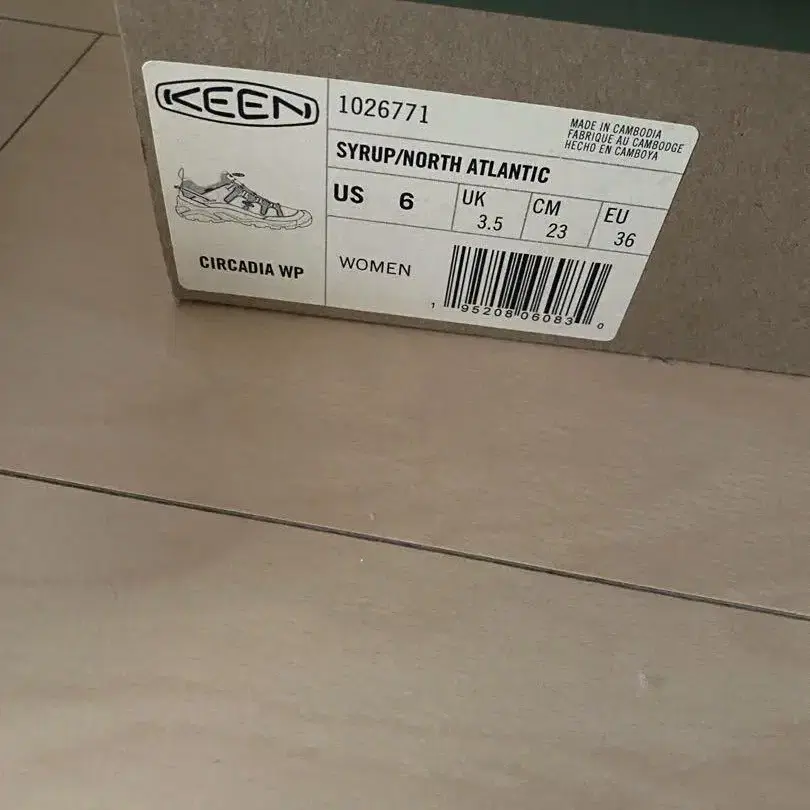 KEEN
1026771
MADE IN CAMBODIA
FABRIQUE AU CAMBODGE
HECHO EN CAMBOYA
SYRUP/NORTH ATLANTIC
US 6
UK 3.5
CM 23
EU 36
CIRCADIA WP
WOMEN
1 95208 06083 0